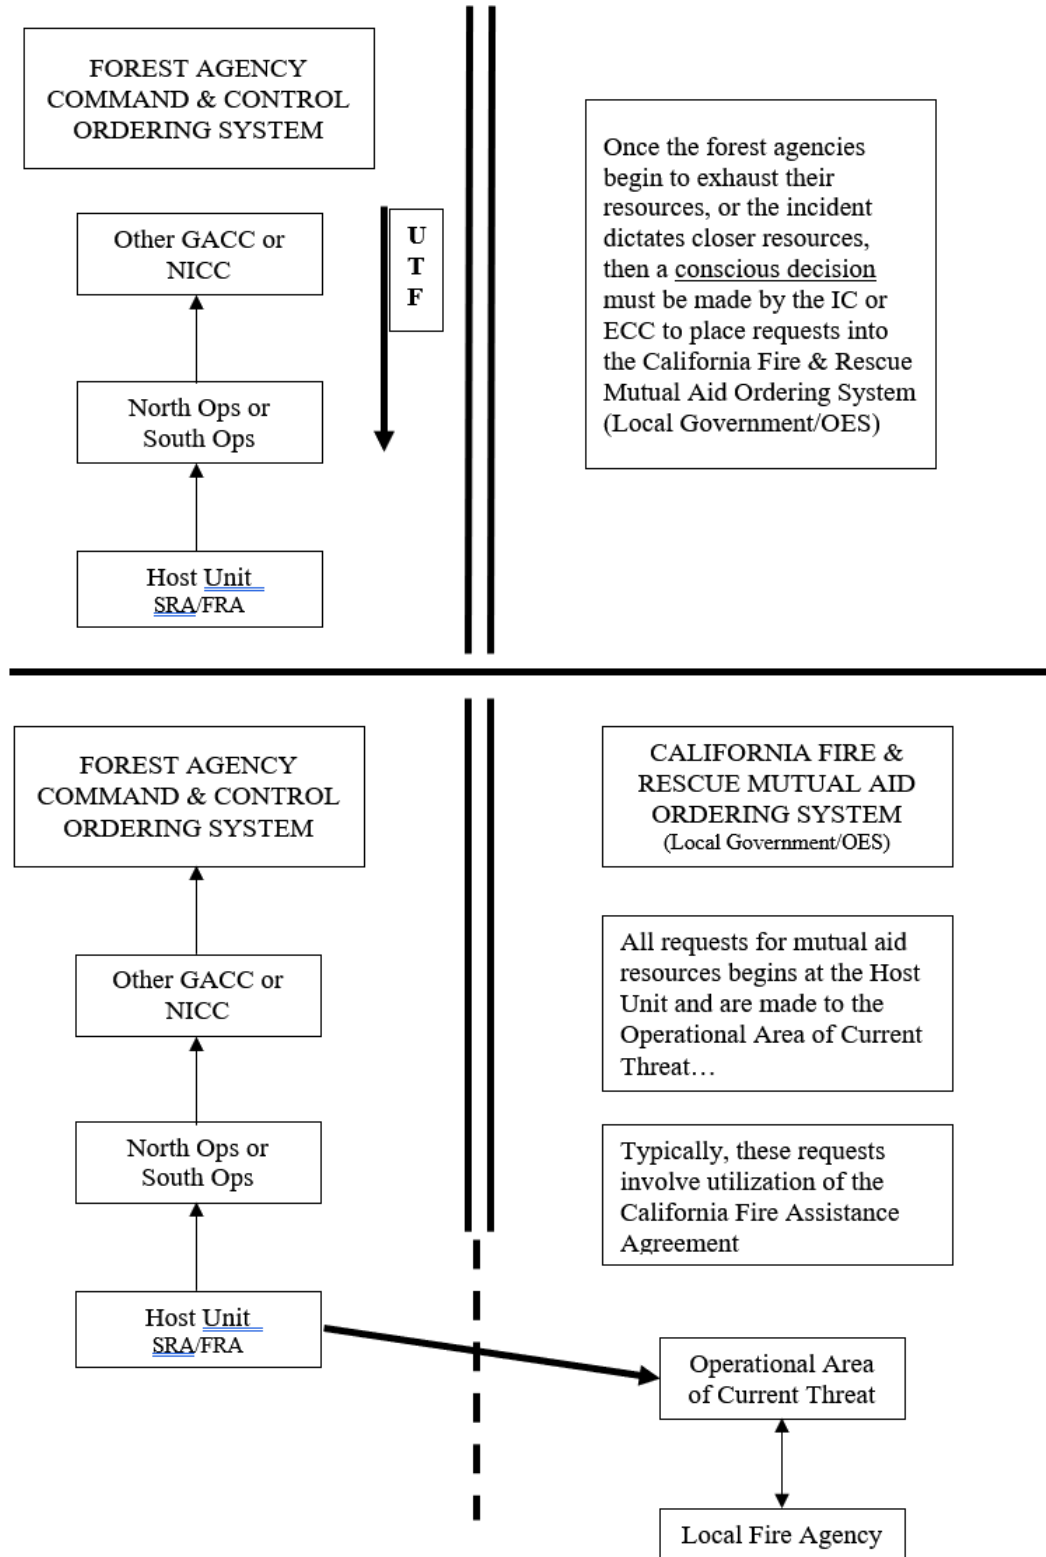 FOREST AGENCY
COMMAND & CONTROL
ORDERING SYSTEM
Other GACC or
NICC
U
T
F
North Ops or
South Ops
Host Unit
SRA/FRA
Once the forest agencies
begin to exhaust their
resources, or the incident
dictates closer resources,
then a conscious decision
must be made by the IC or
ECC to place requests into
the California Fire & Rescue
Mutual Aid Ordering System
(Local Government/OES)
FOREST AGENCY
COMMAND & CONTROL
ORDERING SYSTEM
Other GACC or
NICC
North Ops or
South Ops
Host Unit
SRA/FRA
CALIFORNIA FIRE &
RESCUE MUTUAL AID
ORDERING SYSTEM
(Local Government/OES)
All requests for mutual aid
resources begins at the Host
Unit and are made to the
Operational Area of Current
Threat…
Typically, these requests
involve utilization of the
California Fire Assistance
Agreement
Operational Area
of Current Threat
Local Fire Agency